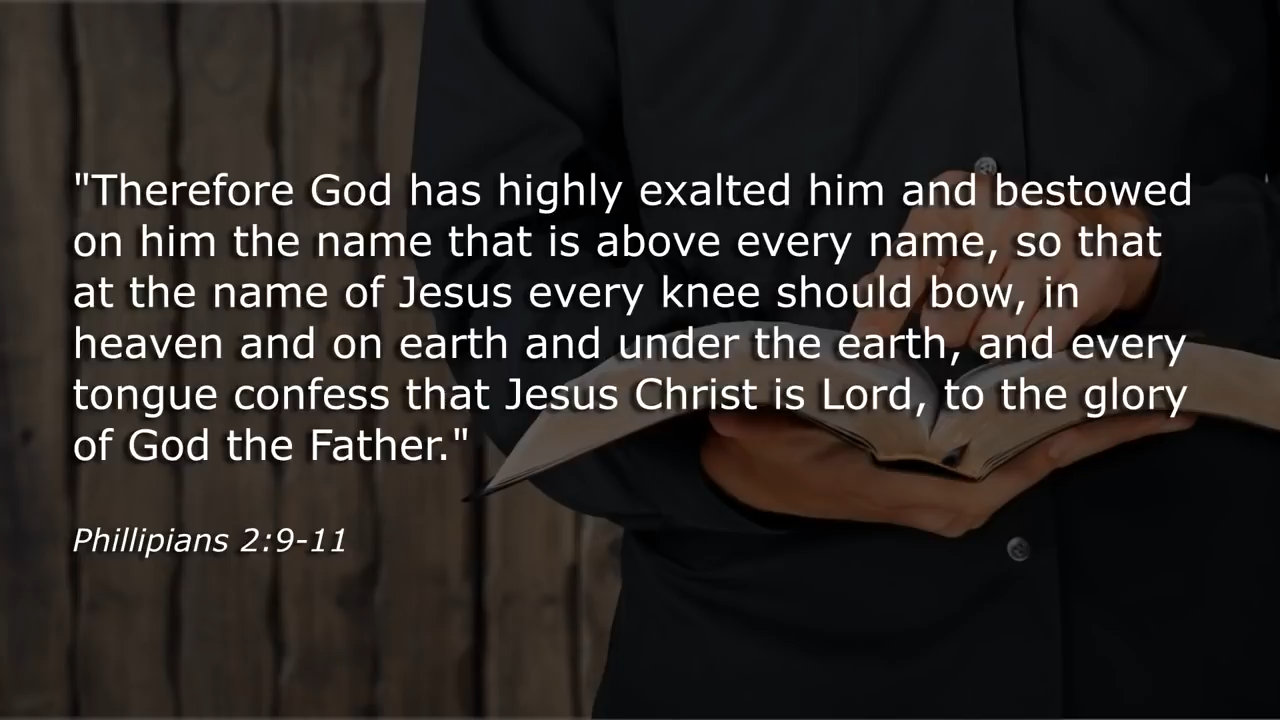 "Therefore God has highly exalted him and bestowed
on him the name that is above every name, so that
at the name of Jesus every knee should bow, in
heaven and on earth and under the earth, and every
tongue confess that Jesus Christ is Lord, to the glory
of God the Father."
Phillipians 2:9-11